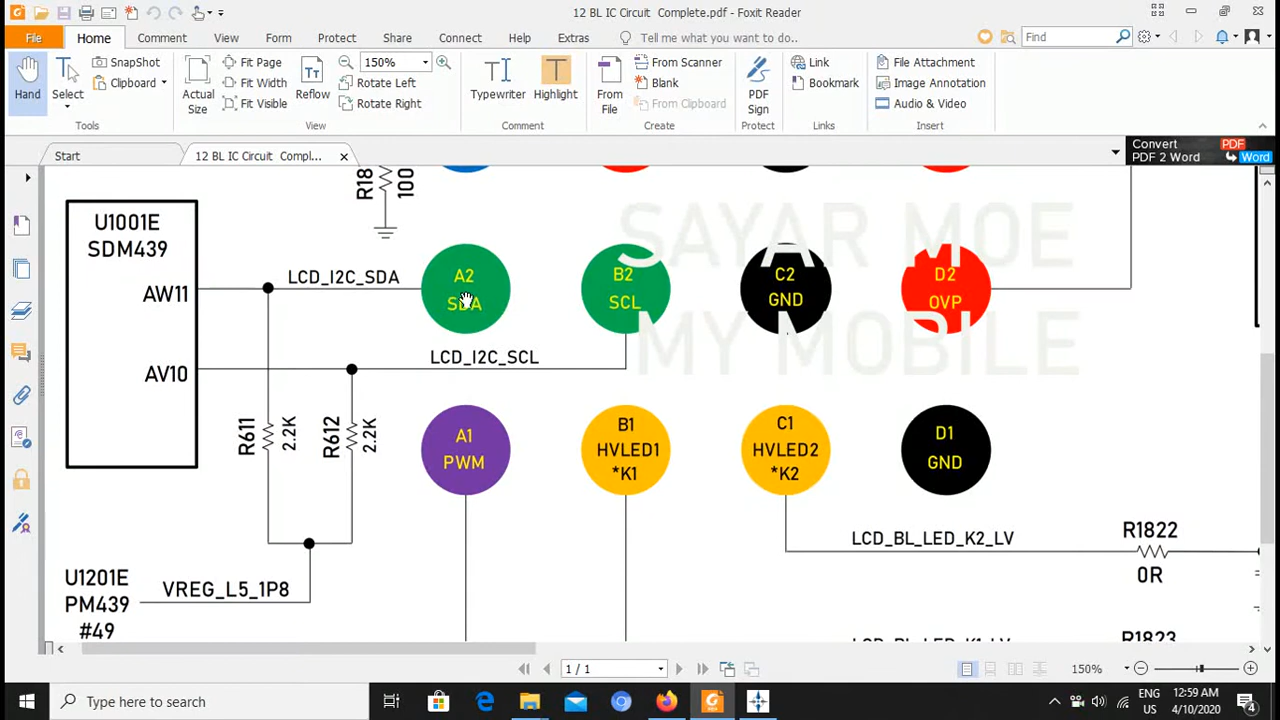 12 BL IC Circuit Complete.pdf - Foxit Reader
File Home Comment View Form Protect Share Connect Help Extras Tell me what you want to do.. Find
Hand
Select
SnapShot
Clipboard
Actual Size
Fit Page
Fit Width
Fit Visible
Reflow
150%
Rotate Left
Rotate Right
Typewriter
Highlight
From File
From Scanner
Blank
From Clipboard
PDF Sign
Link
Bookmark
File Attachment
Image Annotation
Audio & Video
Tools View Comment Create Protect Links Insert
Start 12 BL IC Circuit Compl...
Convert PDF
PDF 2 Word Word
R18
100
SAYAR MOE
MY MOBILE
U1001E
SDM439
AW11
AV10
LCD_I2C_SDA
LCD_I2C_SCL
A2
SDA
B2
SCL
C2
GND
D2
OVP
R611
2.2K
R612
2.2K
A1
PWM
B1
HVLED1
*K1
C1
HVLED2
*K2
D1
GND
LCD_BL_LED_K2_LV
R1822
0R
U1201E
PM439
#49
VREG_L5_1P8
LCD_BL_LED_K1_LV
R1823
1 / 1
150%
Type here to search
ENG
US
12:59 AM
4/10/2020
4